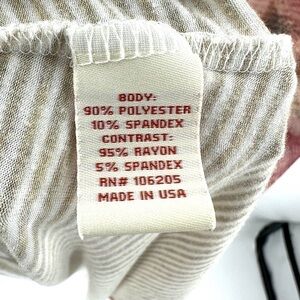 BODY:
90% POLYESTER
10% SPANDEX
CONTRAST:
95% RAYON
5% SPANDEX
RN# 106205
MADE IN USA